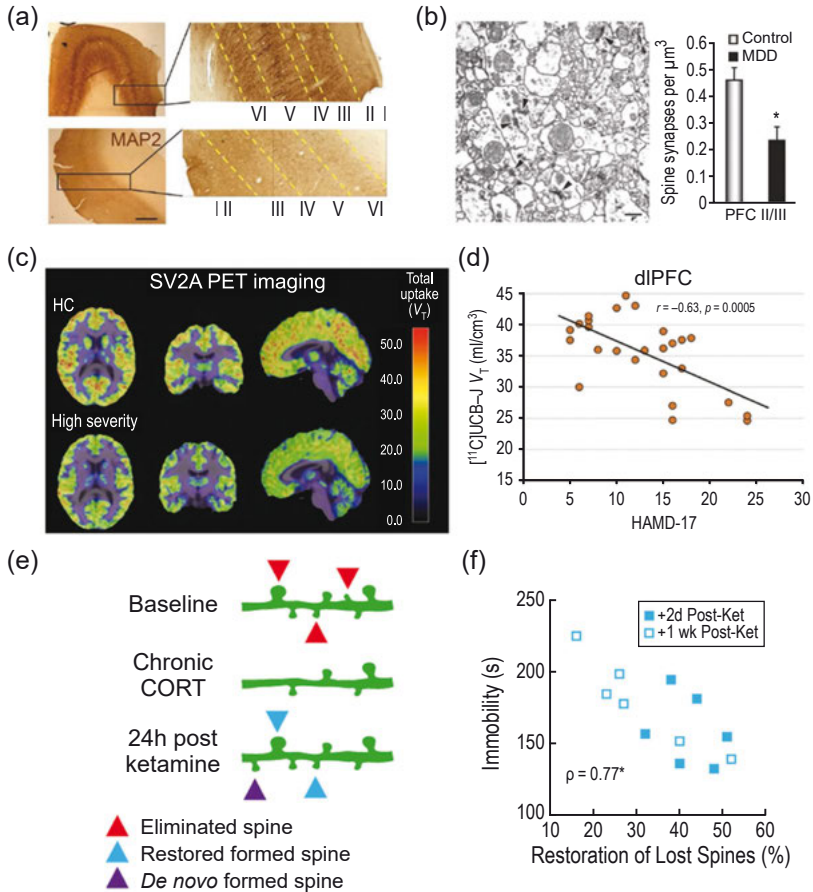 (a)
VI V IV III II I
MAP2
I II III IV V VI
(b)
Control
MDD
Spine synapses per µm³
0.6
0.5
0.4
0.3
0.2
0.1
0
*
PFC II/III
(c)
SV2A PET imaging
HC
High severity
Total
uptake
(V_T)
50.0
40.0
30.0
20.0
10.0
0.0
(d)
dlPFC
r = –0.63, p = 0.0005
[¹¹C]UCB–J V_T (ml/cm³)
45
40
35
30
25
20
15
0 5 10 15 20 25 30
HAMD-17
(e)
Baseline
Chronic
CORT
24h post
ketamine
Eliminated spine
Restored formed spine
De novo formed spine
(f)
+2d Post-Ket
+1 wk Post-Ket
Immobility (s)
250
200
150
100
ρ = 0.77*
10 20 30 40 50 60
Restoration of Lost Spines (%)